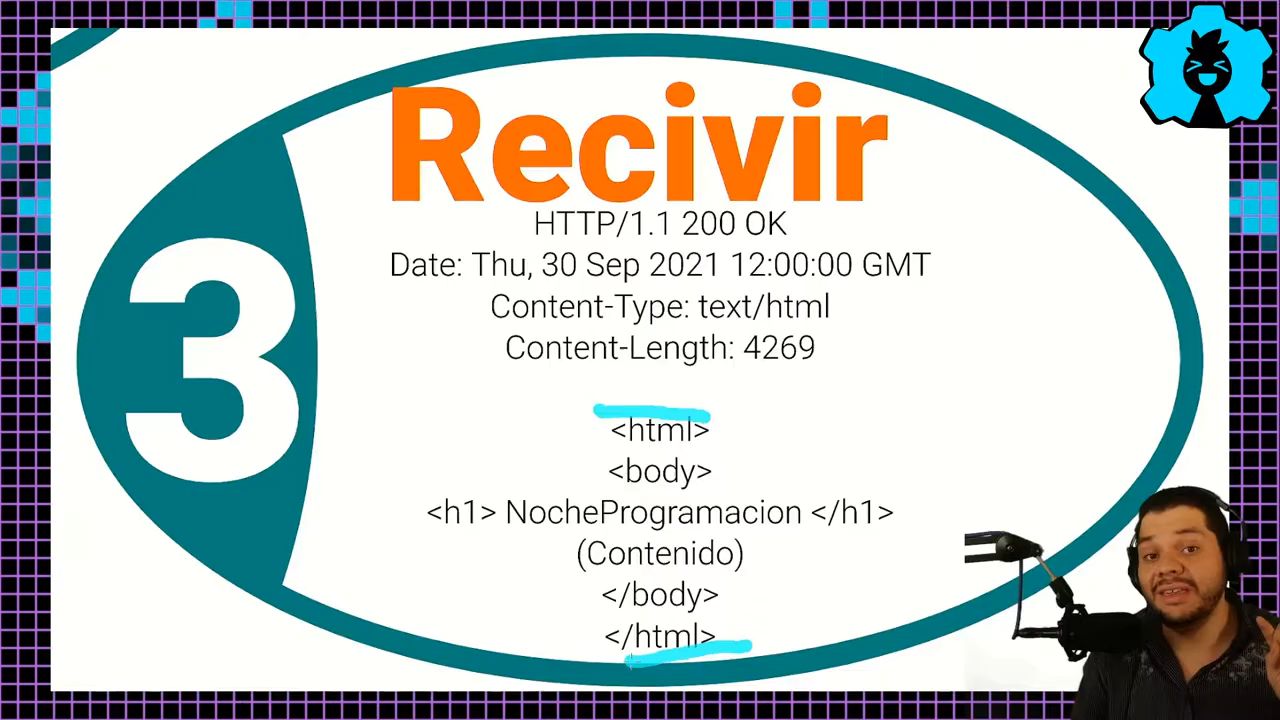 Recivir
HTTP/1.1 200 OK
Date: Thu, 30 Sep 2021 12:00:00 GMT
Content-Type: text/html
Content-Length: 4269
3
<html>
<body>
<h1> NocheProgramacion </h1>
(Contenido)
</body>
</html>